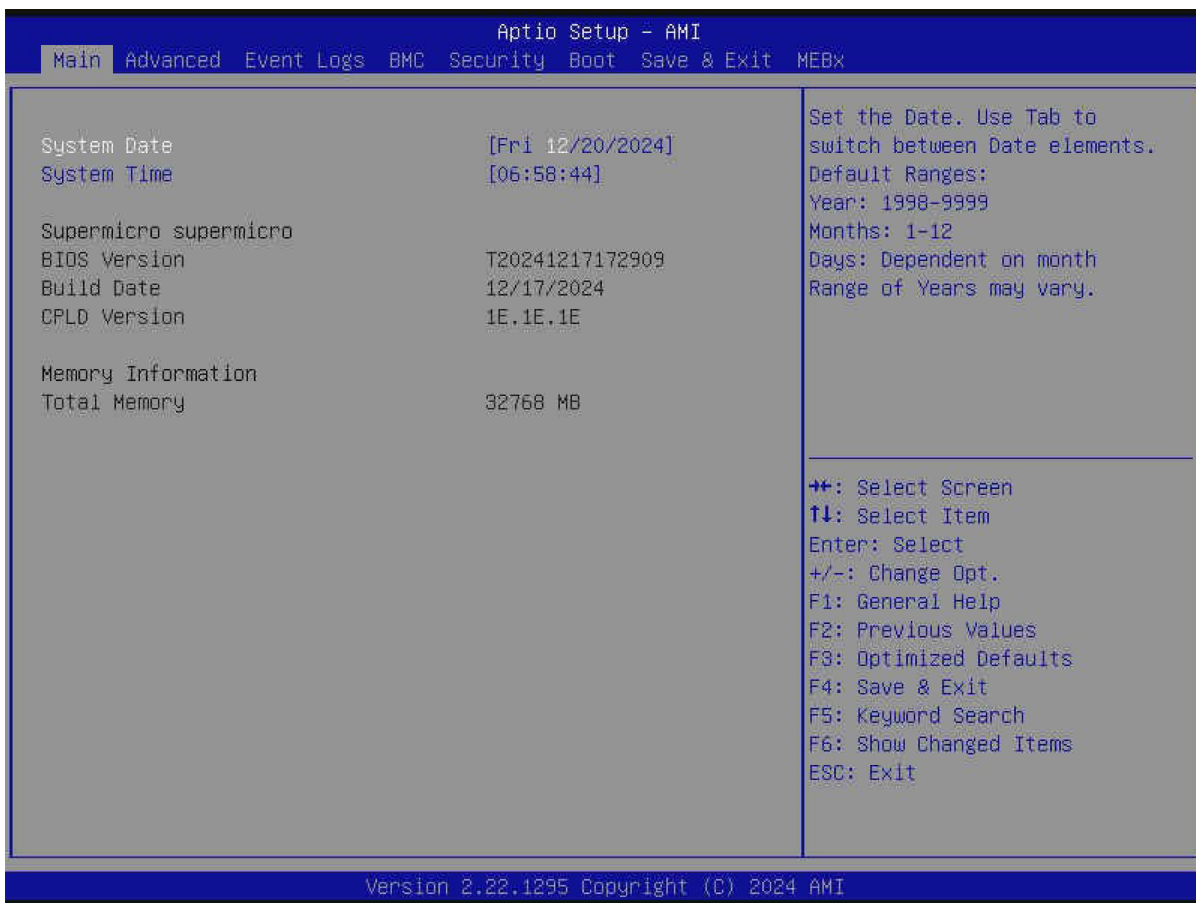 Aptio Setup - AMI
Main Advanced Event Logs BMC Security Boot Save & Exit MEBx
System Date [Fri 12/20/2024]
System Time [06:58:44]
Supermicro supermicro
BIOS Version T20241217172909
Build Date 12/17/2024
CPLD Version 1E.1E.1E
Memory Information
Total Memory 32768 MB
Set the Date. Use Tab to
switch between Date elements.
Default Ranges:
Year: 1998-9999
Months: 1-12
Days: Dependent on month
Range of Years may vary.
→←: Select Screen
↑↓: Select Item
Enter: Select
+/-: Change Opt.
F1: General Help
F2: Previous Values
F3: Optimized Defaults
F4: Save & Exit
F5: Keyword Search
F6: Show Changed Items
ESC: Exit
Version 2.22.1295 Copyright (C) 2024 AMI